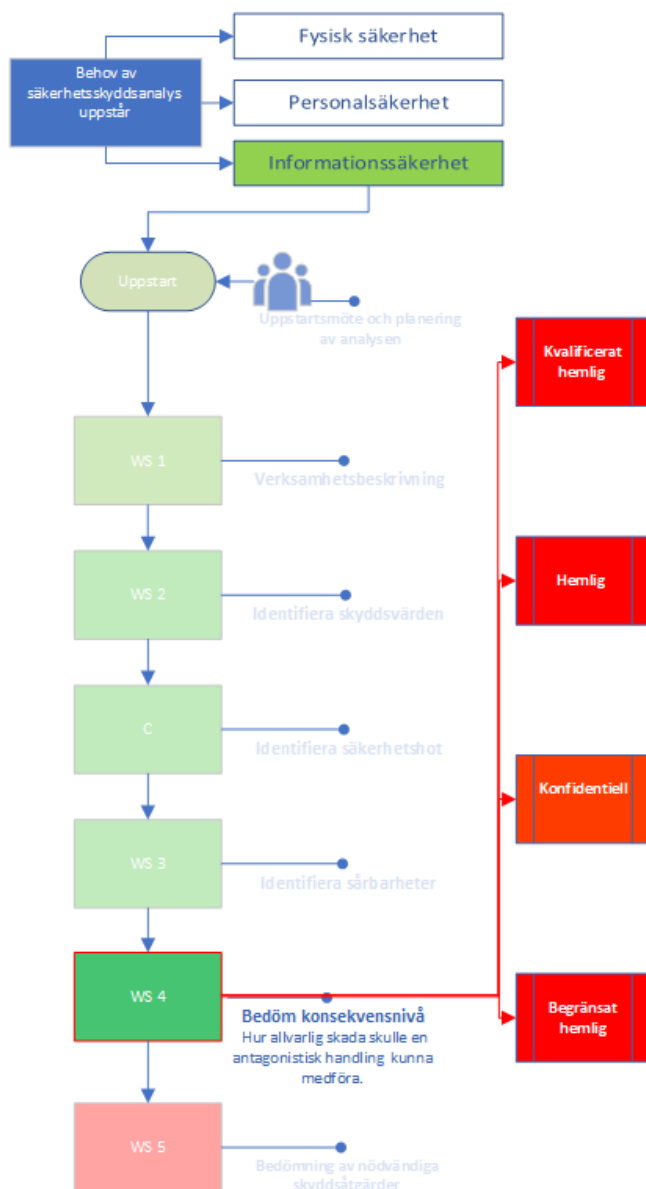 Fysisk säkerhet
Behov av
säkerhetsskyddsanalys
uppstår
Personalsäkerhet
Informationssäkerhet
Uppstart
Uppstartsmöte och planering
av analysen
Kvalificerat
hemlig
WS 1
Verksamhetsbeskrivning
WS 2
Identifiera skyddsvärden
Hemlig
C
Identifiera säkerhetshot
Konfidentiell
WS 3
Identifiera sårbarheter
WS 4
Bedöm konsekvensnivå
Hur allvarlig skada skulle en
antagonistisk handling kunna
medföra.
Begränsat
hemlig
WS 5
Bedömning av nödvändiga
skyddsåtgärder